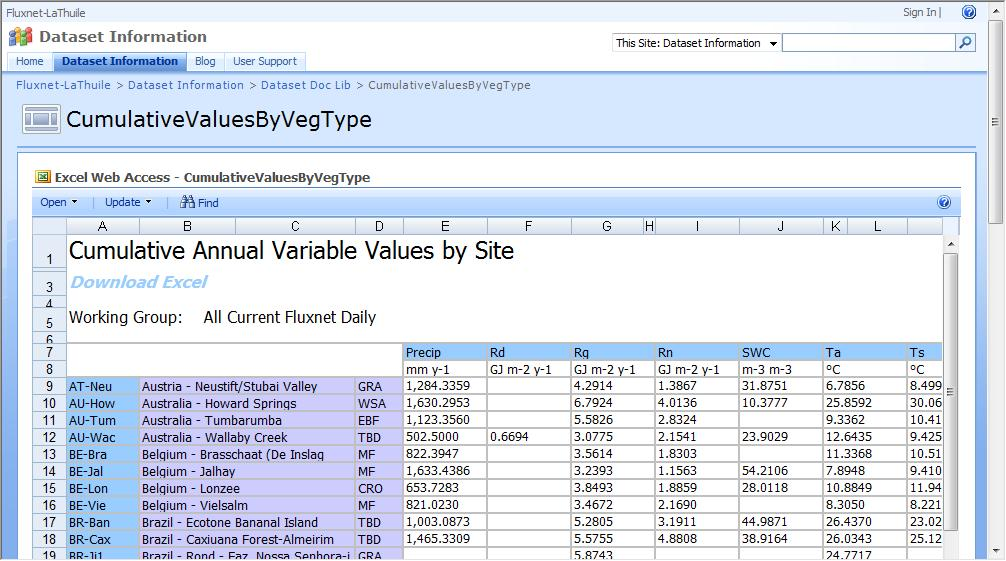 Fluxnet-LaThuile Sign In |
Dataset Information
This Site: Dataset Information
Home Dataset Information Blog User Support
Fluxnet-LaThuile > Dataset Information > Dataset Doc Lib > CumulativeValuesByVegType
CumulativeValuesByVegType
Excel Web Access - CumulativeValuesByVegType
Open Update Find
A B C D E F G H I J K L
1 Cumulative Annual Variable Values by Site
3 Download Excel
4
5 Working Group: All Current Fluxnet Daily
6
7 Precip Rd Rg Rn SWC Ta Ts
8 mm y-1 GJ m-2 y-1 GJ m-2 y-1 GJ m-2 y-1 m-3 m-3 ºC ºC
9 AT-Neu Austria - Neustift/Stubai Valley GRA 1,284.3359 4.2914 1.3867 31.8751 6.7856 8.499
10 AU-How Australia - Howard Springs WSA 1,630.2953 6.7924 4.0136 10.3777 25.8592 30.06
11 AU-Tum Australia - Tumbarumba EBF 1,123.3560 5.5826 2.8324 9.3362 10.41
12 AU-Wac Australia - Wallaby Creek TBD 502.5000 0.6694 3.0775 2.1541 23.9029 12.6435 9.425
13 BE-Bra Belgium - Brasschaat (De Inslag MF 822.3947 3.5614 1.8303 11.3368 10.51
14 BE-Jal Belgium - Jalhay MF 1,633.4386 3.2393 1.1563 54.2106 7.8948 9.410
15 BE-Lon Belgium - Lonzee CRO 653.7283 3.8493 1.8859 28.0118 10.8849 11.94
16 BE-Vie Belgium - Vielsalm MF 821.0230 3.4672 2.1690 8.3050 8.221
17 BR-Ban Brazil - Ecotone Bananal Island TBD 1,003.0873 5.2805 3.1911 44.9871 26.4370 23.02
18 BR-Cax Brazil - Caxiuana Forest-Almeirim TBD 1,465.3309 5.5755 4.8808 38.9164 26.0343 25.12
19 BR-Ji1 Brazil - Rond - Faz. Nossa Senhora-j GRA 5.8743 24.7717